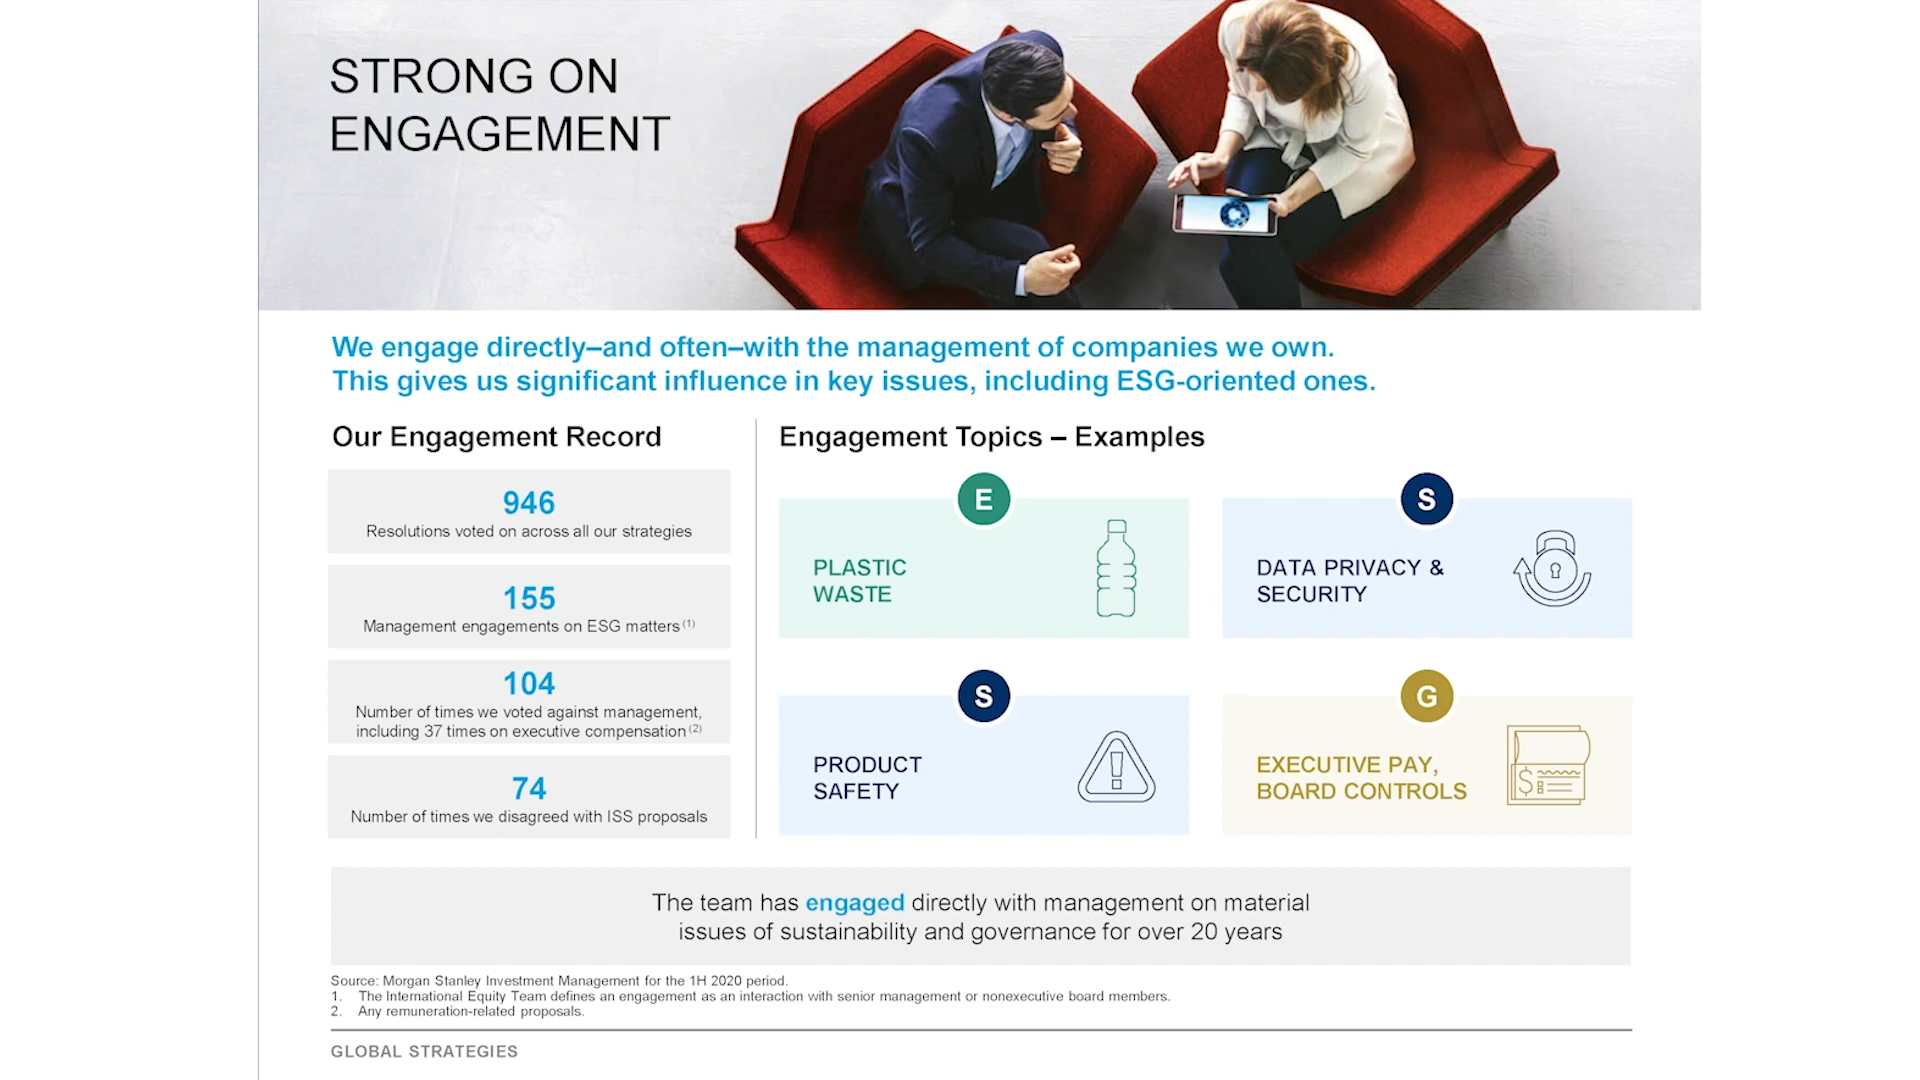 STRONG ON
ENGAGEMENT
We engage directly–and often–with the management of companies we own.
This gives us significant influence in key issues, including ESG-oriented ones.
Our Engagement Record
946
Resolutions voted on across all our strategies
155
Management engagements on ESG matters (1)
104
Number of times we voted against management,
including 37 times on executive compensation (2)
74
Number of times we disagreed with ISS proposals
Engagement Topics – Examples
E
PLASTIC
WASTE
S
DATA PRIVACY &
SECURITY
S
PRODUCT
SAFETY
G
EXECUTIVE PAY,
BOARD CONTROLS
$
The team has engaged directly with management on material
issues of sustainability and governance for over 20 years
Source: Morgan Stanley Investment Management for the 1H 2020 period.
1. The International Equity Team defines an engagement as an interaction with senior management or nonexecutive board members.
2. Any remuneration-related proposals.
GLOBAL STRATEGIES